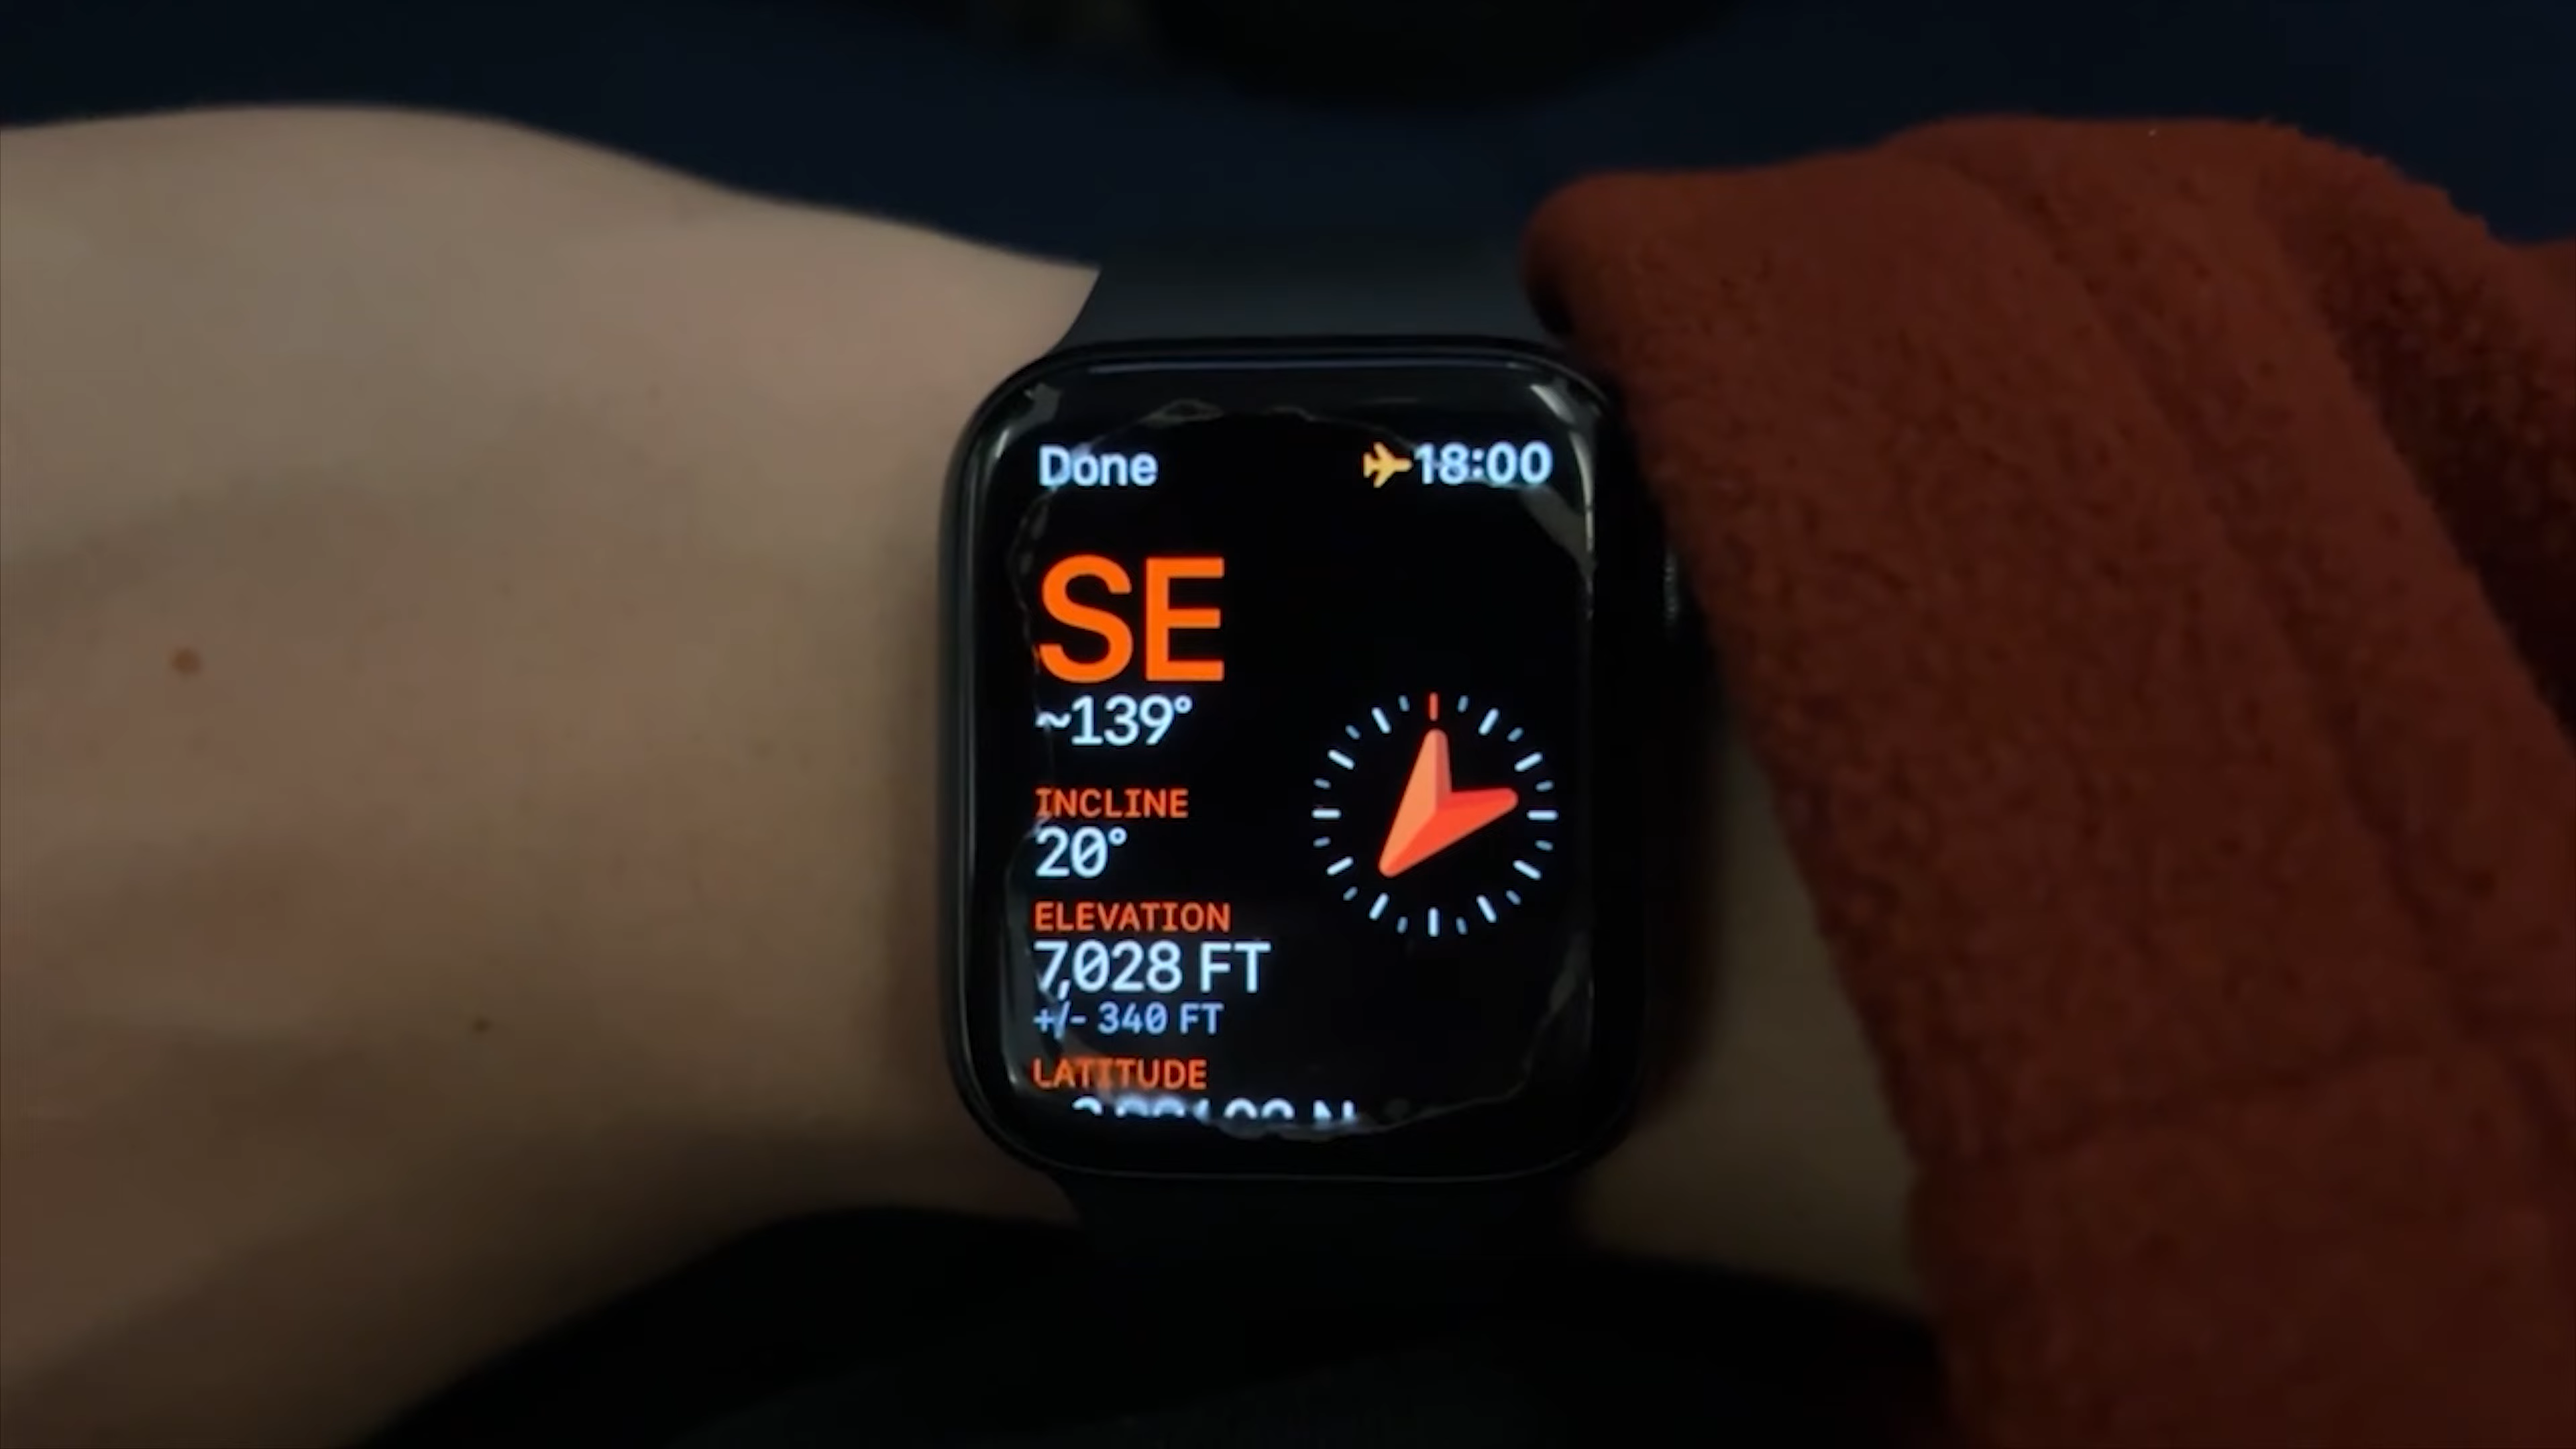 Done 18:00
SE
~139°
INCLINE
20°
ELEVATION
7,028 FT
+/- 340 FT
LATITUDE